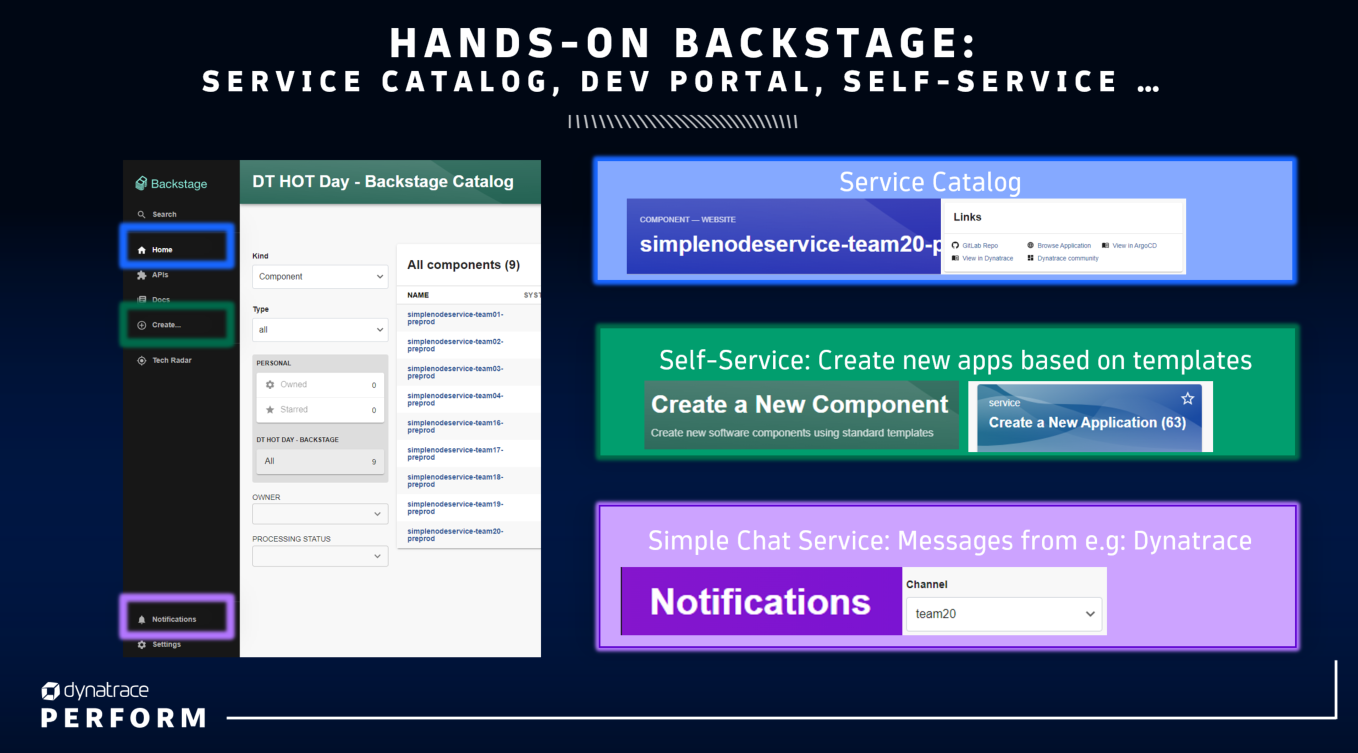 HANDS-ON BACKSTAGE:
SERVICE CATALOG, DEV PORTAL, SELF-SERVICE …
Backstage
Search
Home
APIs
Docs
Create...
Tech Radar
Notifications
Settings
DT HOT Day - Backstage Catalog
Kind
Component
Type
all
PERSONAL
Owned 0
Starred 0
DT HOT DAY - BACKSTAGE
All 9
OWNER
PROCESSING STATUS
All components (9)
NAME SYST
simplenodeservice-team01-
preprod
simplenodeservice-team02-
preprod
simplenodeservice-team03-
preprod
simplenodeservice-team04-
preprod
simplenodeservice-team16-
preprod
simplenodeservice-team17-
preprod
simplenodeservice-team18-
preprod
simplenodeservice-team19-
preprod
simplenodeservice-team20-
preprod
Service Catalog
COMPONENT — WEBSITE
simplenodeservice-team20-p
Links
GitLab Repo Browse Application View in ArgoCD
View in Dynatrace Dynatrace community
Self-Service: Create new apps based on templates
Create a New Component
Create new software components using standard templates
service
Create a New Application (63)
Simple Chat Service: Messages from e.g: Dynatrace
Notifications
Channel
team20
dynatrace
PERFORM